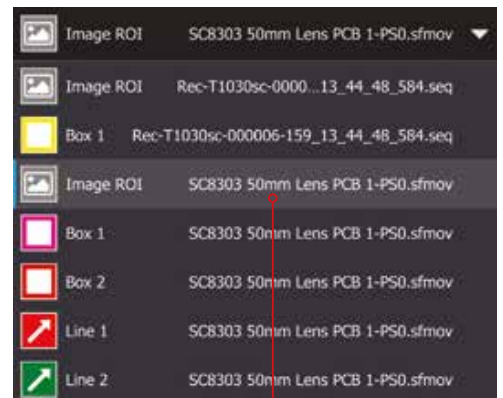 Image ROI SC8303 50mm Lens PCB 1-PS0.sfmov
Image ROI Rec-T1030sc-0000...13_44_48_584.seq
Box 1 Rec-T1030sc-000006-159_13_44_48_584.seq
Image ROI SC8303 50mm Lens PCB 1-PS0.sfmov
Box 1 SC8303 50mm Lens PCB 1-PS0.sfmov
Box 2 SC8303 50mm Lens PCB 1-PS0.sfmov
Line 1 SC8303 50mm Lens PCB 1-PS0.sfmov
Line 2 SC8303 50mm Lens PCB 1-PS0.sfmov